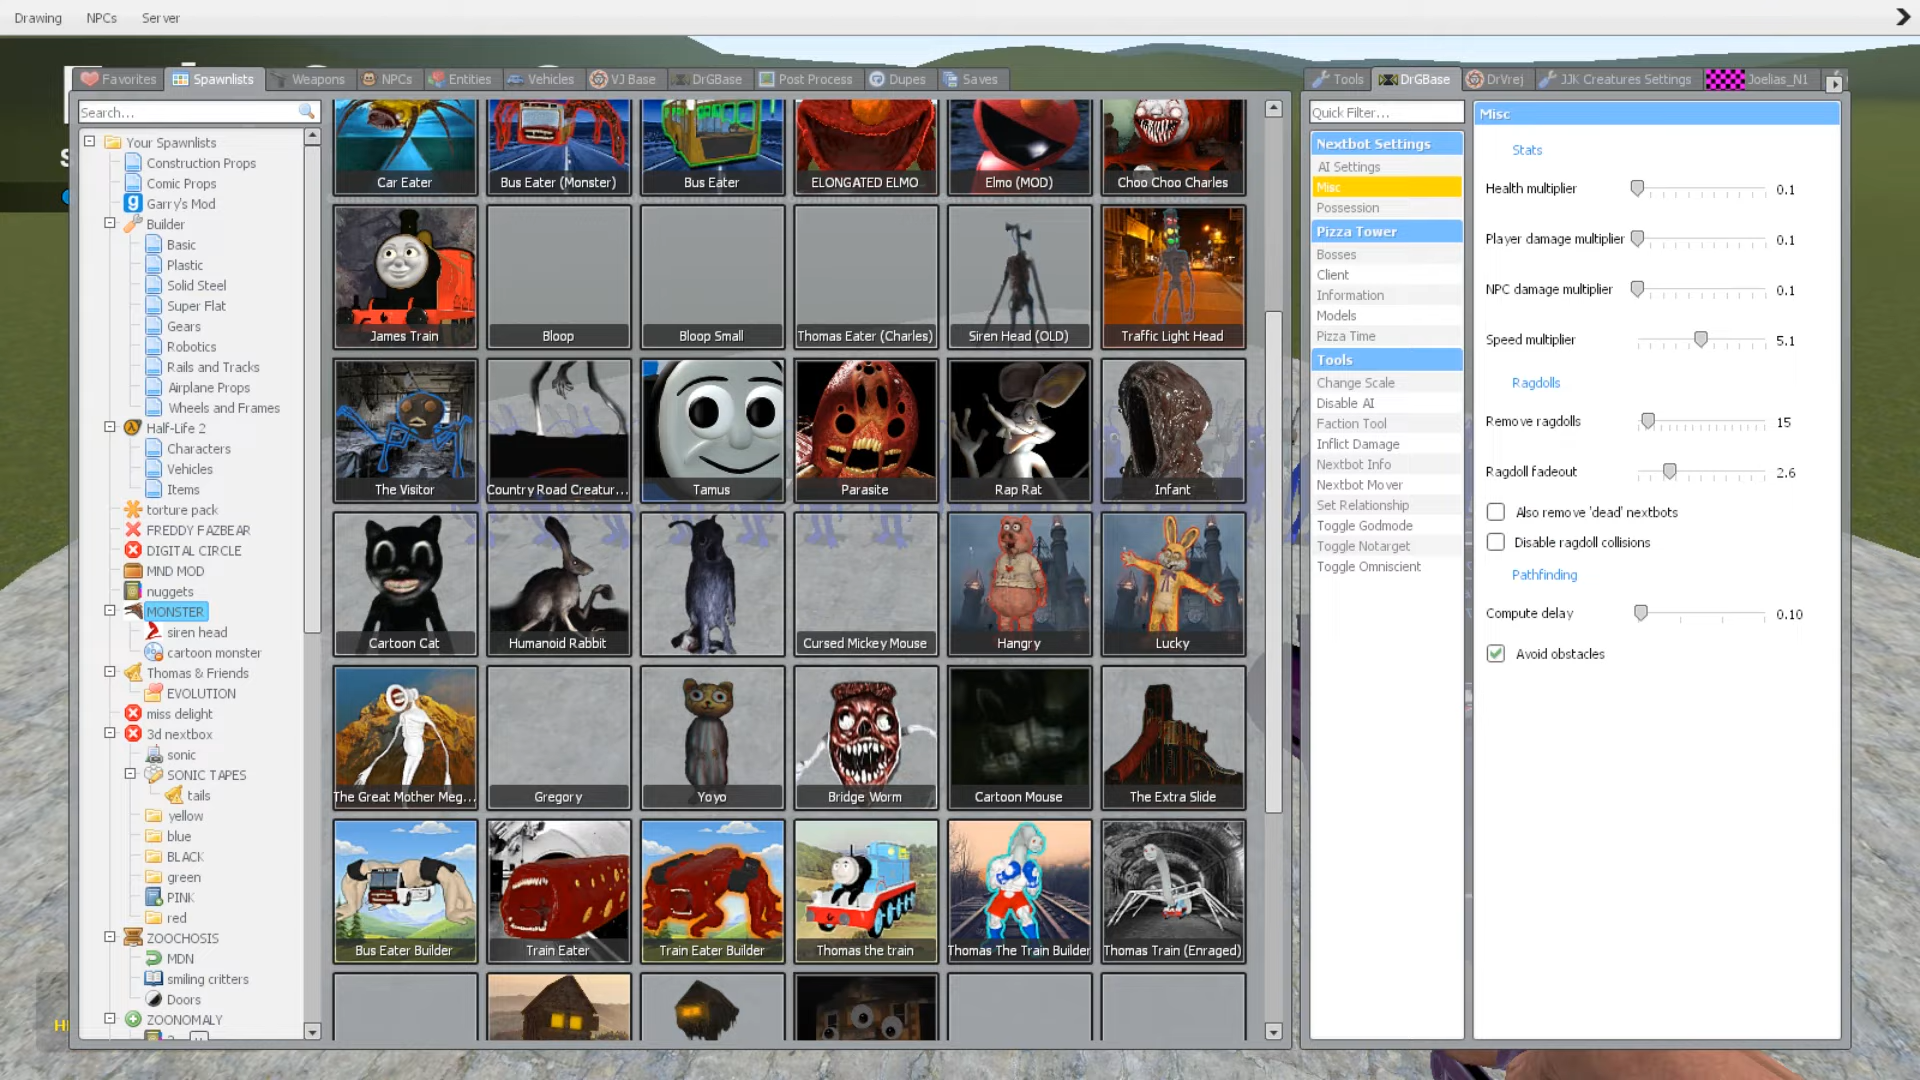 Drawing NPCs Server
Favorites Spawnlists Weapons NPCs Entities Vehicles VJ Base DrGBase Post Process Dupes Saves
Search...
Your Spawnlists
Construction Props
Comic Props
Garry's Mod
Builder
Basic
Plastic
Solid Steel
Super Flat
Gears
Robotics
Rails and Tracks
Airplane Props
Wheels and Frames
Half-Life 2
Characters
Vehicles
Items
torture pack
FREDDY FAZBEAR
DIGITAL CIRCLE
MND MOD
nuggets
MONSTER
siren head
cartoon monster
Thomas & Friends
EVOLUTION
miss delight
3d nextbox
sonic
SONIC TAPES
tails
yellow
blue
BLACK
green
PINK
red
ZOOCHOSIS
MDN
smiling critters
Doors
ZOONOMALY
Car Eater Bus Eater (Monster) Bus Eater ELONGATED ELMO Elmo (MOD) Choo Choo Charles
James Train Bloop Bloop Small Thomas Eater (Charles) Siren Head (OLD) Traffic Light Head
The Visitor Country Road Creatur... Tamus Parasite Rap Rat Infant
Cartoon Cat Humanoid Rabbit Cursed Mickey Mouse Hangry Lucky
The Great Mother Meg... Gregory Yoyo Bridge Worm Cartoon Mouse The Extra Slide
Bus Eater Builder Train Eater Train Eater Builder Thomas the train Thomas The Train Builder Thomas Train (Enraged)
Tools DrGBase DrVrej JJK Creatures Settings Joelias_N1
Quick Filter...
Nextbot Settings
AI Settings
Misc
Possession
Pizza Tower
Bosses
Client
Information
Models
Pizza Time
Tools
Change Scale
Disable AI
Faction Tool
Inflict Damage
Nextbot Info
Nextbot Mover
Set Relationship
Toggle Godmode
Toggle Notarget
Toggle Omniscient
Misc
Stats
Health multiplier 0.1
Player damage multiplier 0.1
NPC damage multiplier 0.1
Speed multiplier 5.1
Ragdolls
Remove ragdolls 15
Ragdoll fadeout 2.6
Also remove 'dead' nextbots
Disable ragdoll collisions
Pathfinding
Compute delay 0.10
Avoid obstacles